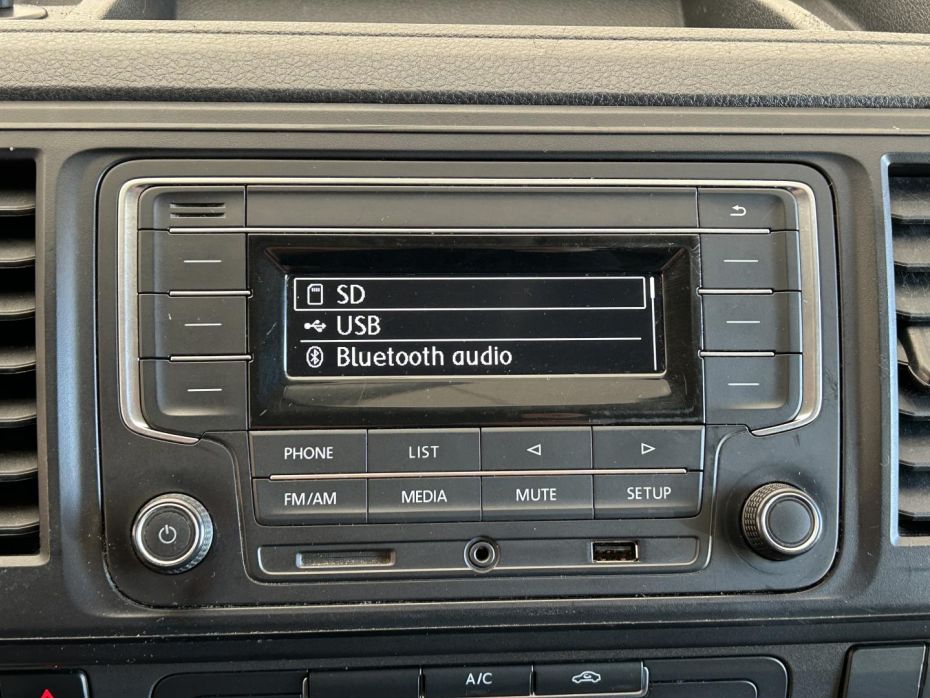 SD
USB
Bluetooth audio
PHONE LIST
FM/AM MEDIA MUTE SETUP
A/C